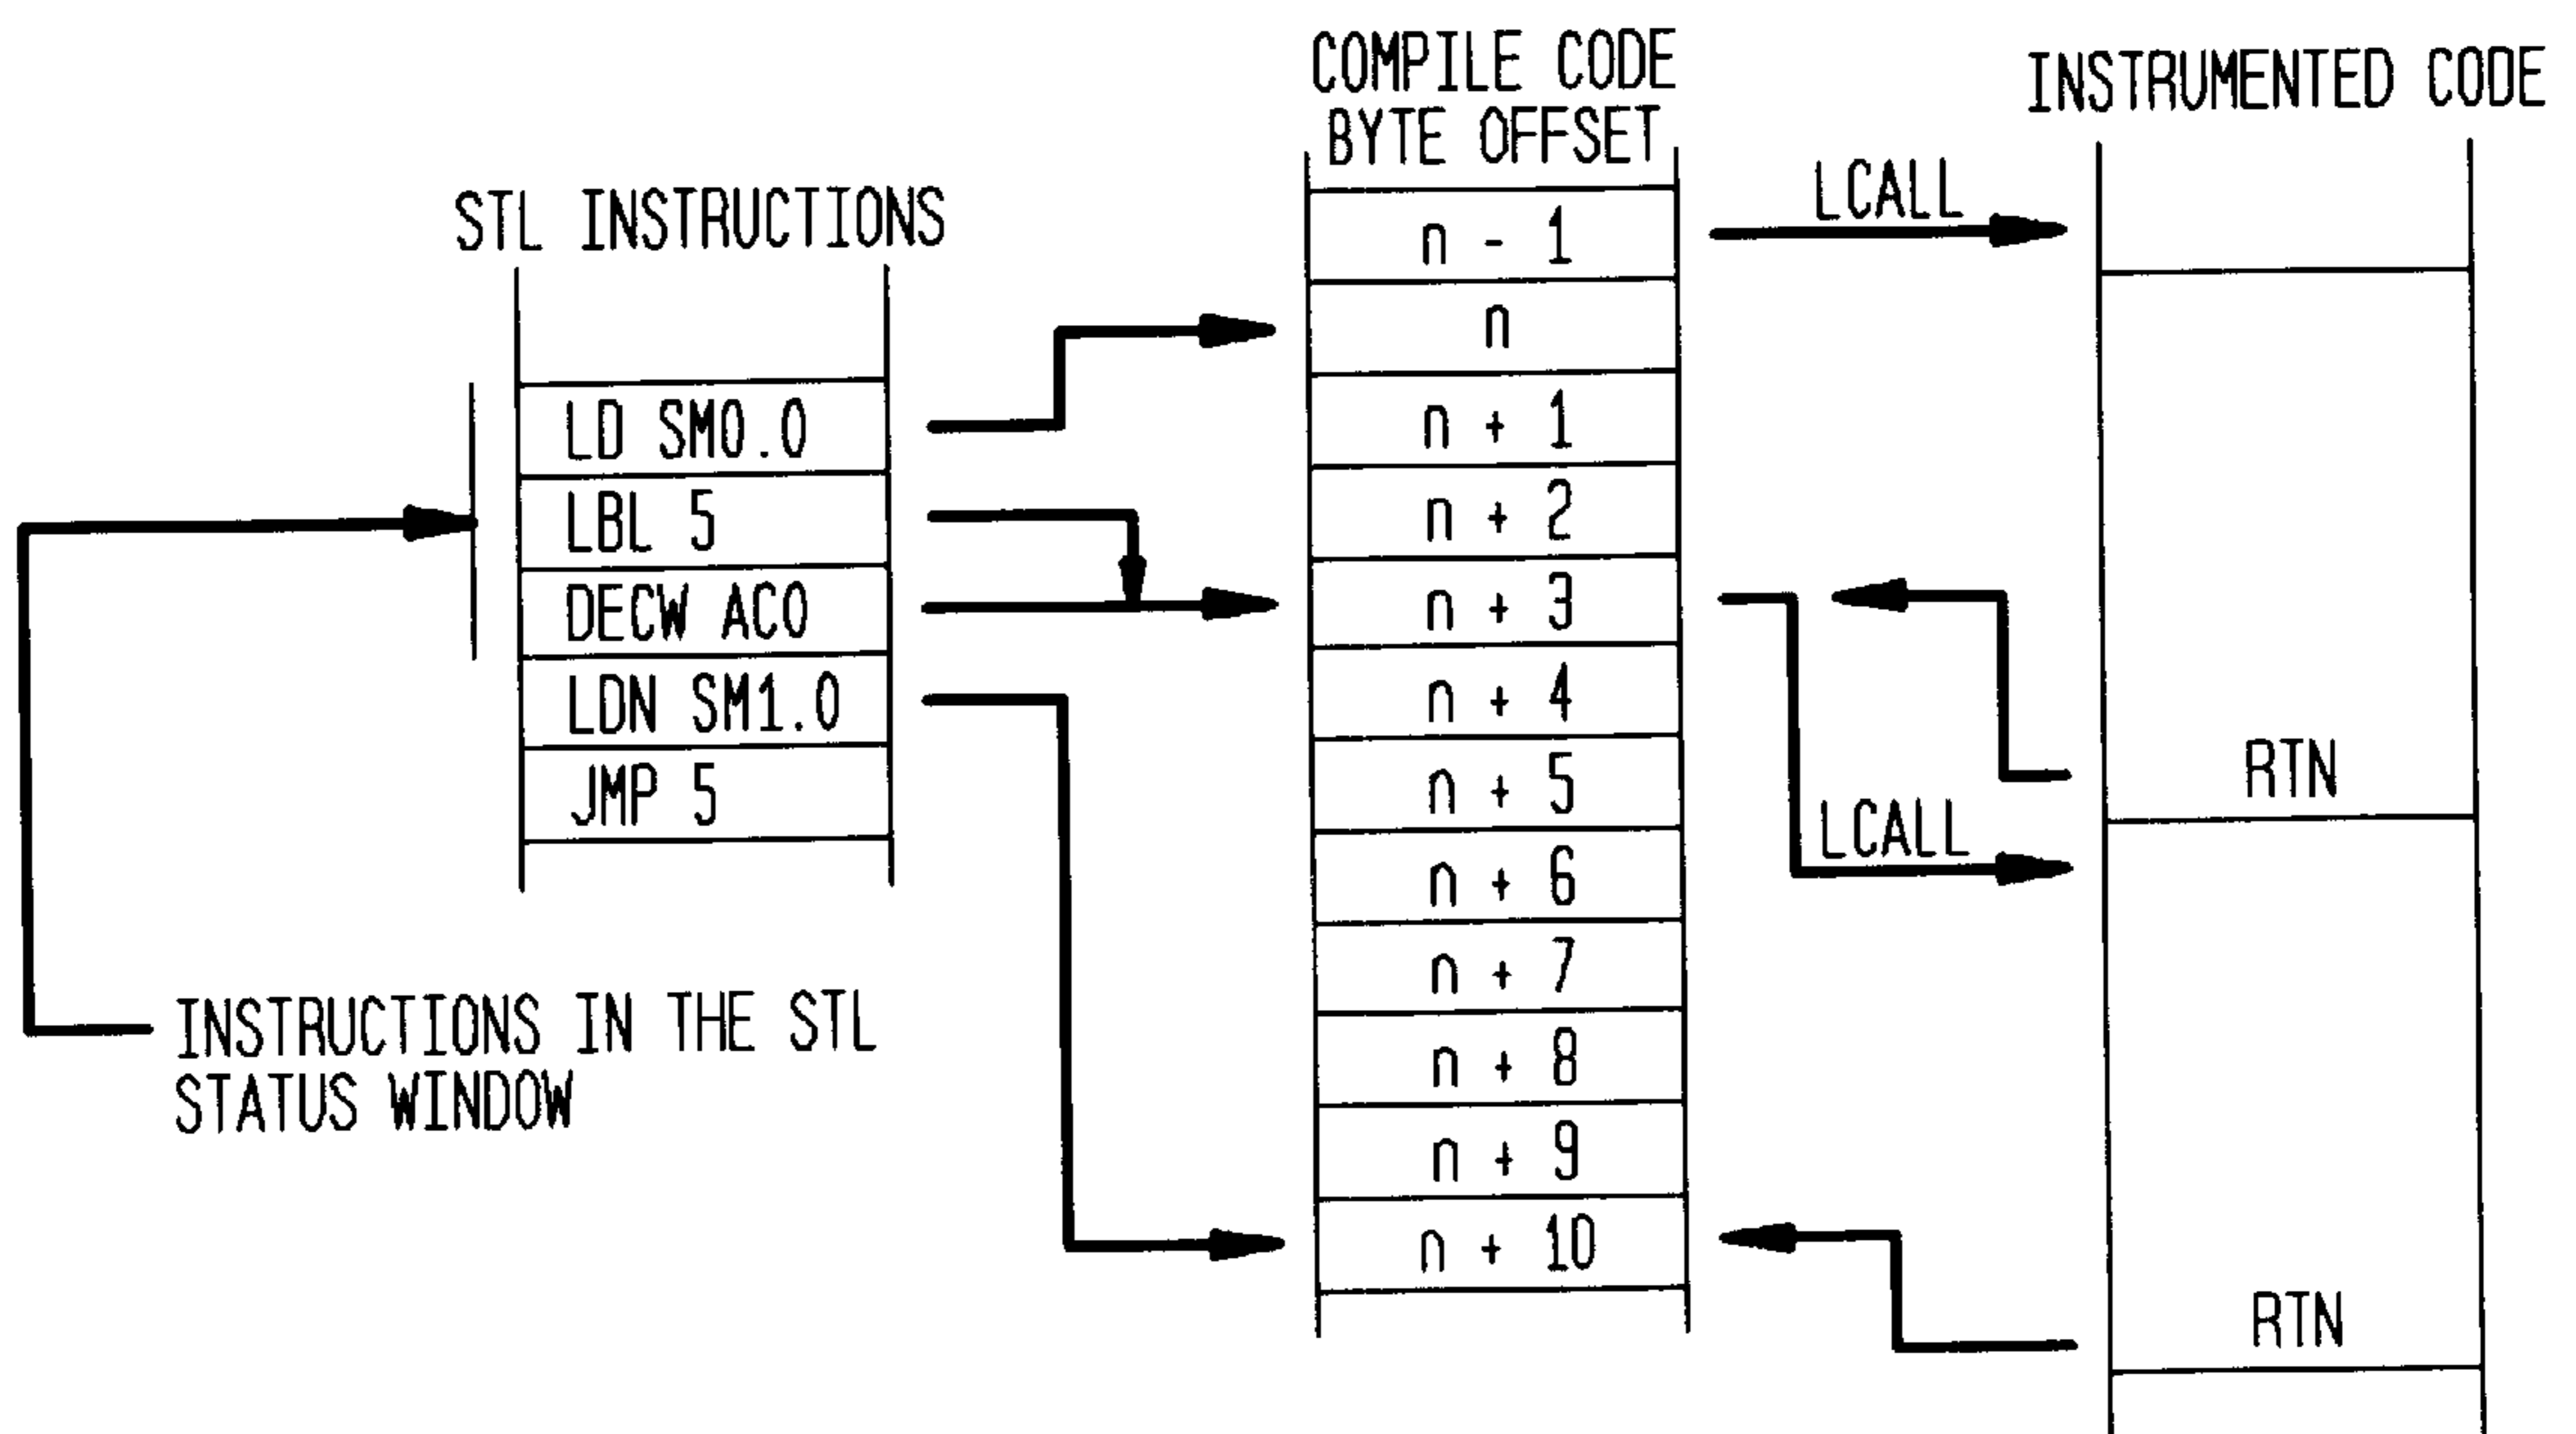 COMPILE CODE
BYTE OFFSET
INSTRUMENTED CODE
STL INSTRUCTIONS
LCALL
n - 1
n
n + 1
n + 2
n + 3
n + 4
n + 5
n + 6
n + 7
n + 8
n + 9
n + 10
LD SM0.0
LBL 5
DECW AC0
LDN SM1.0
JMP 5
RTN
LCALL
RTN
INSTRUCTIONS IN THE STL
STATUS WINDOW